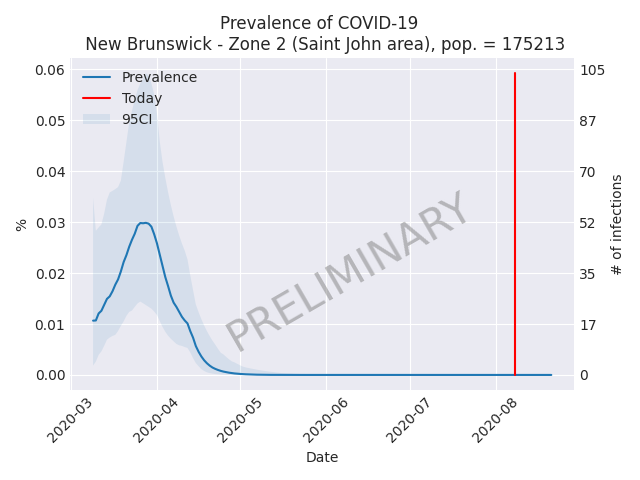 Prevalence of COVID-19
New Brunswick - Zone 2 (Saint John area), pop. = 175213
Prevalence
Today
95CI
0.06
0.05
0.04
0.03
0.02
0.01
0.00
%
105
87
70
52
35
17
0
# of infections
PRELIMINARY
2020-03
2020-04
2020-05
2020-06
2020-07
2020-08
Date